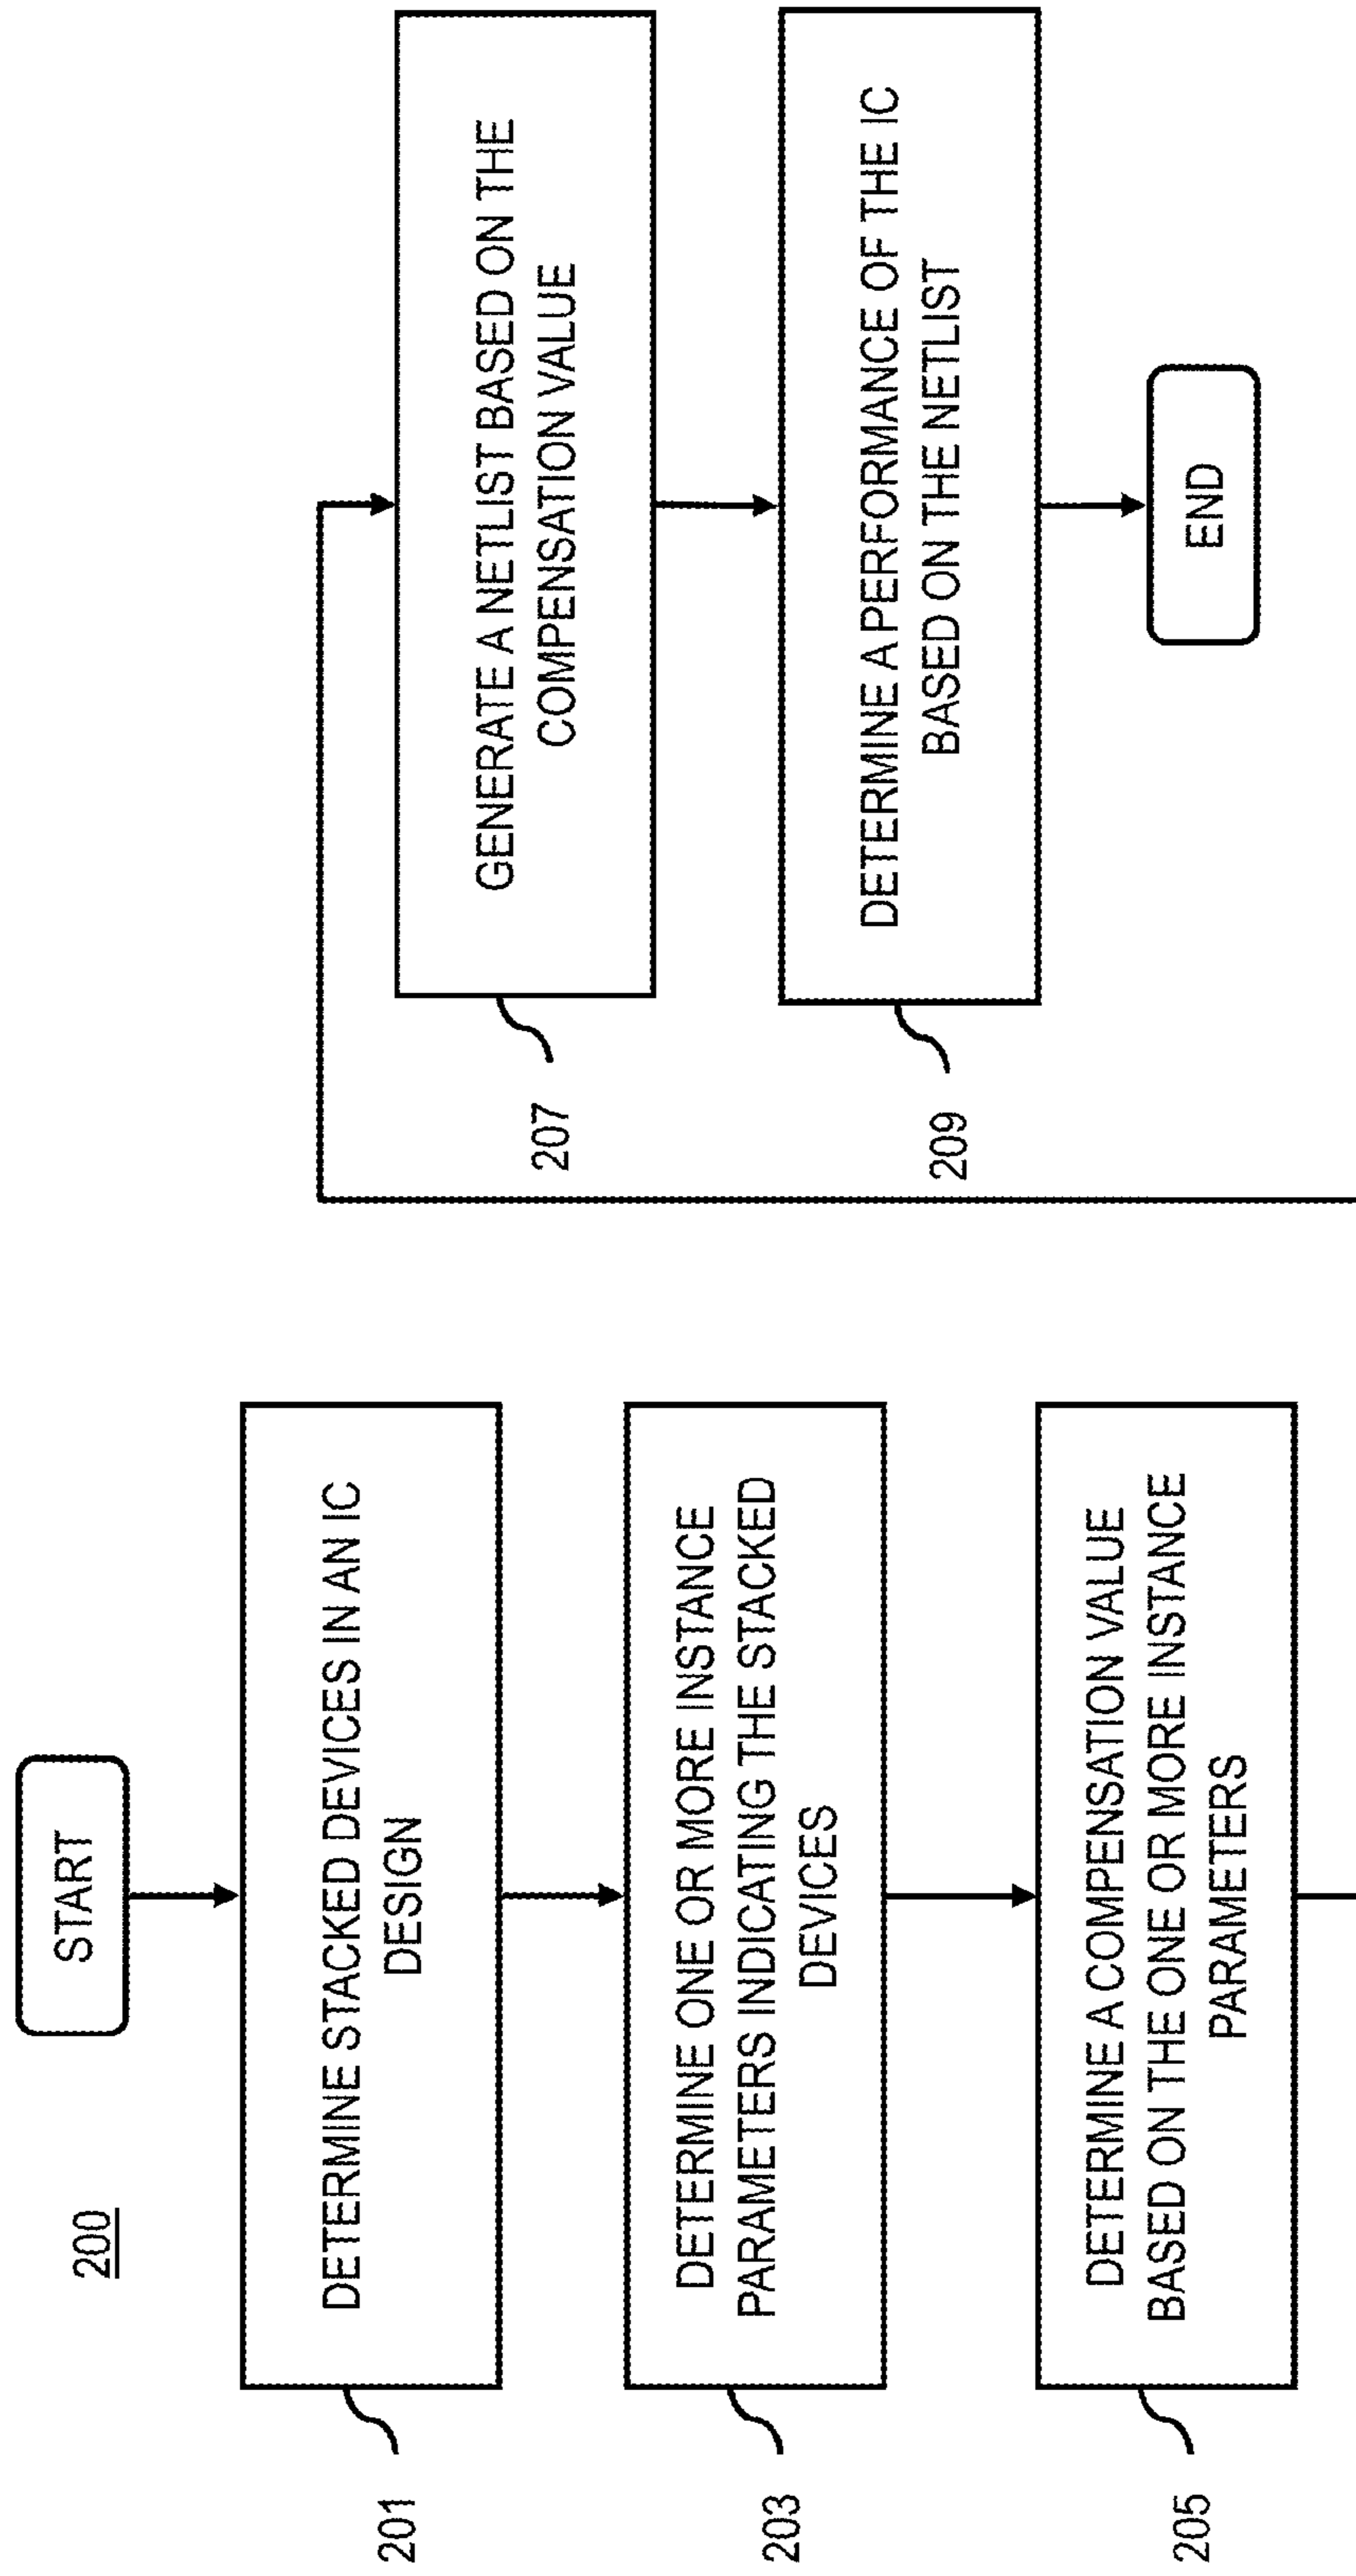 200
START
DETERMINE STACKED DEVICES IN AN IC
DESIGN
201
DETERMINE ONE OR MORE INSTANCE
PARAMETERS INDICATING THE STACKED
DEVICES
203
DETERMINE A COMPENSATION VALUE
BASED ON THE ONE OR MORE INSTANCE
PARAMETERS
205
GENERATE A NETLIST BASED ON THE
COMPENSATION VALUE
207
DETERMINE A PERFORMANCE OF THE IC
BASED ON THE NETLIST
209
END